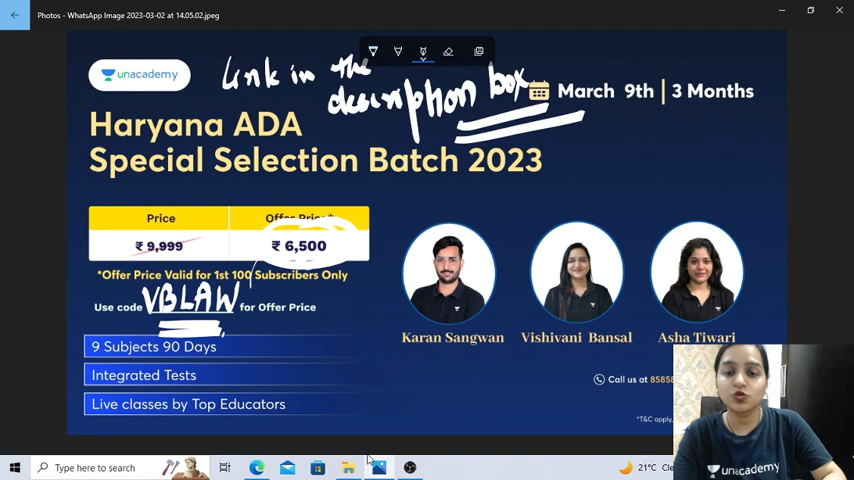 Photos - WhatsApp Image 2023-03-02 at 14.05.02.jpeg
unacademy
Link in the
description box
March 9th | 3 Months
Haryana ADA
Special Selection Batch 2023
Price
Offer Price*
₹ 9,999
₹ 6,500
*Offer Price Valid for 1st 100 Subscribers Only
Use code VBLAW for Offer Price
9 Subjects 90 Days
Integrated Tests
Live classes by Top Educators
Karan Sangwan
Vishivani Bansal
Asha Tiwari
Call us at 8585
*T&C apply,
unacademy
Type here to search
21°C